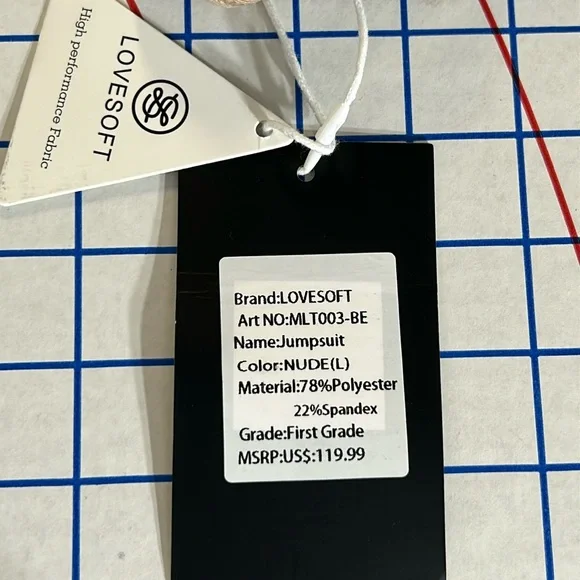 LOVESOFT
High performance Fabric
Brand:LOVESOFT
Art NO:MLT003-BE
Name:Jumpsuit
Color:NUDE(L)
Material:78%Polyester
22%Spandex
Grade:First Grade
MSRP:US$:119.99